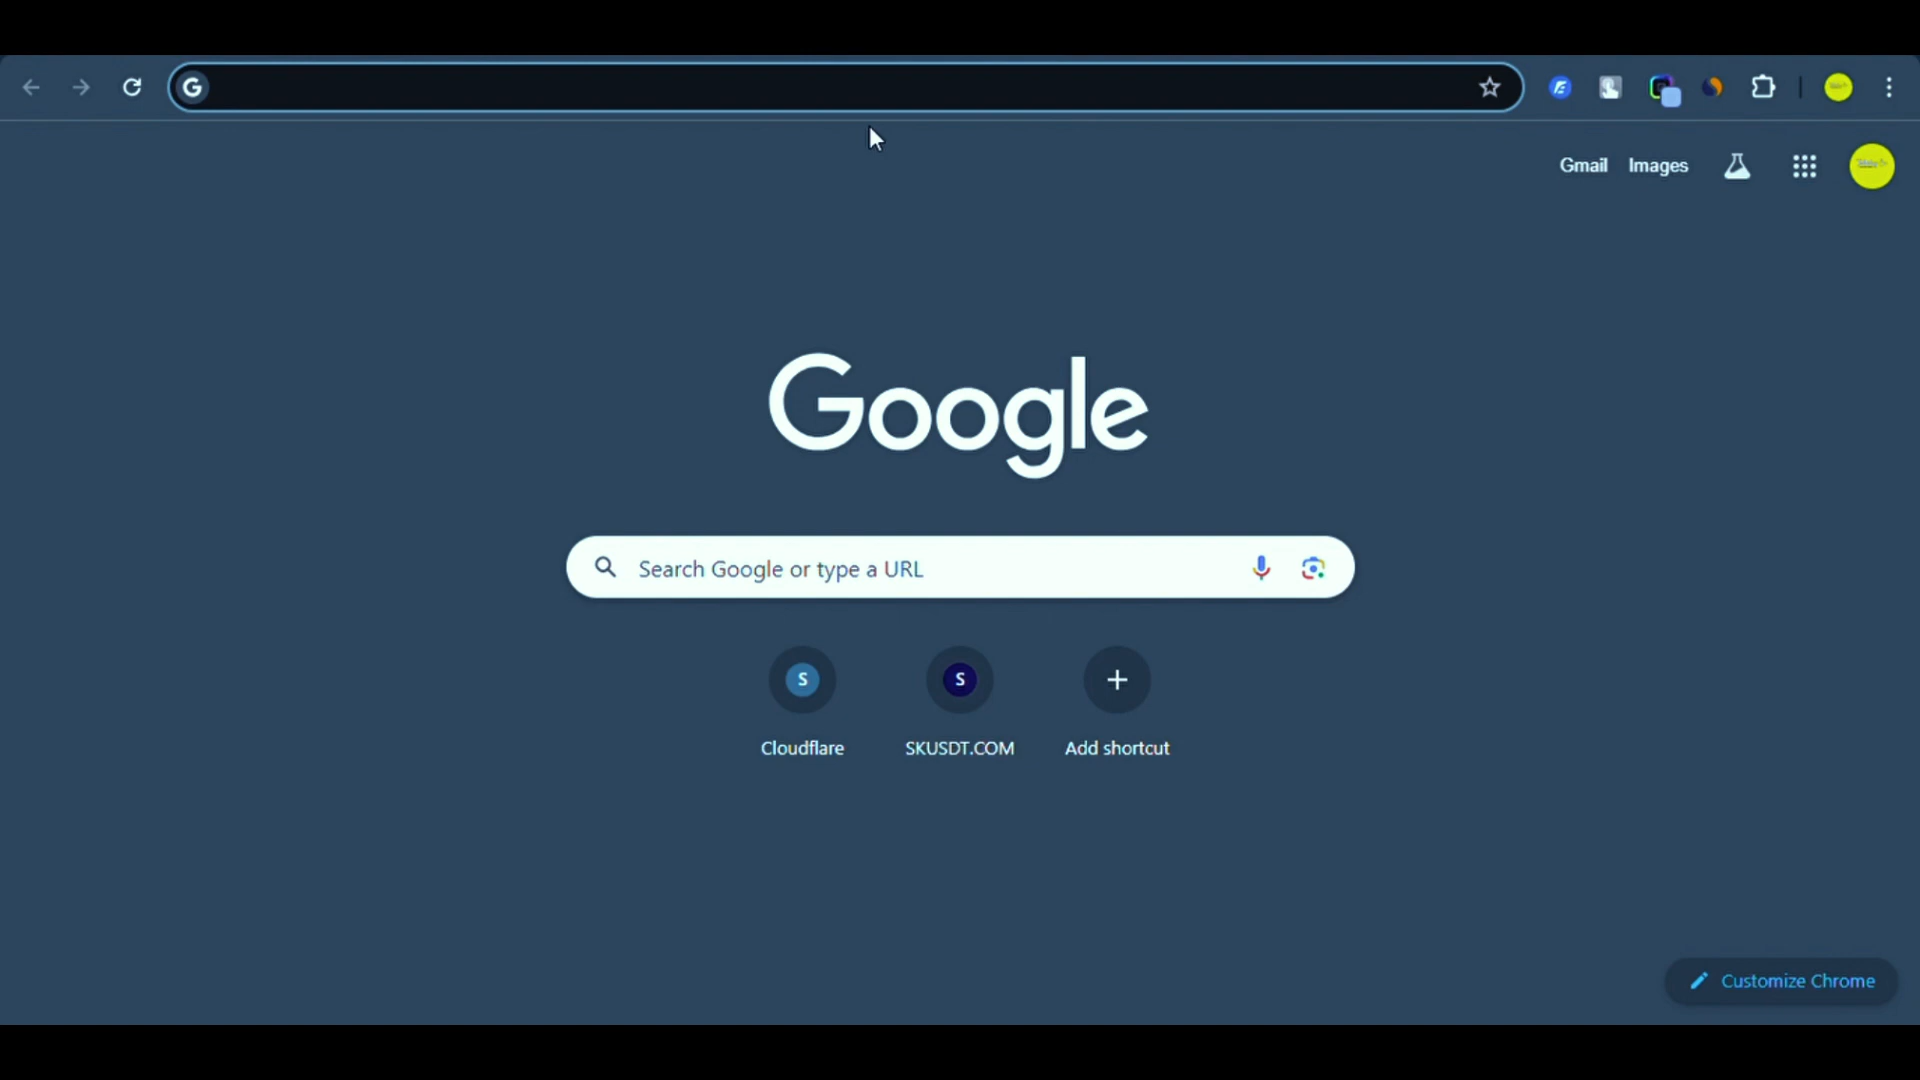 G
Gmail Images
Google
Search Google or type a URL
S S
Cloudflare SKUSDT.COM Add shortcut
Customize Chrome